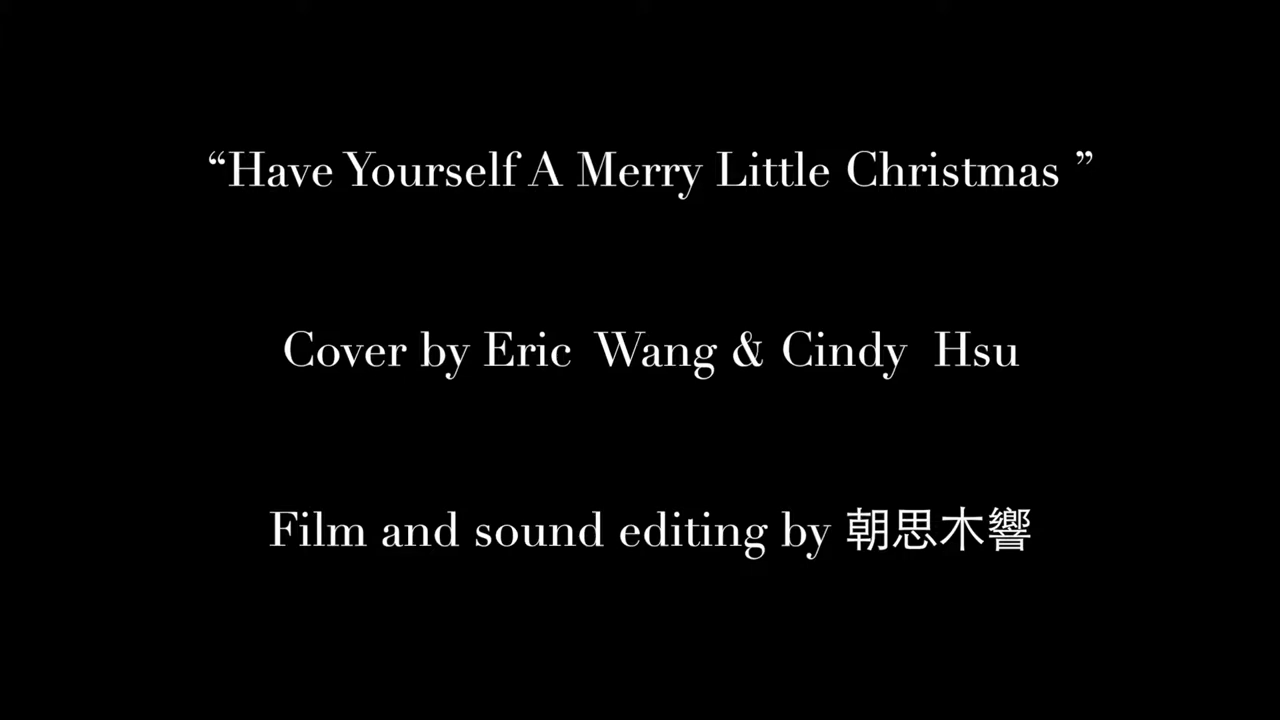 “Have Yourself A Merry Little Christmas ”
Cover by Eric  Wang & Cindy  Hsu
Film and sound editing by 朝思木響